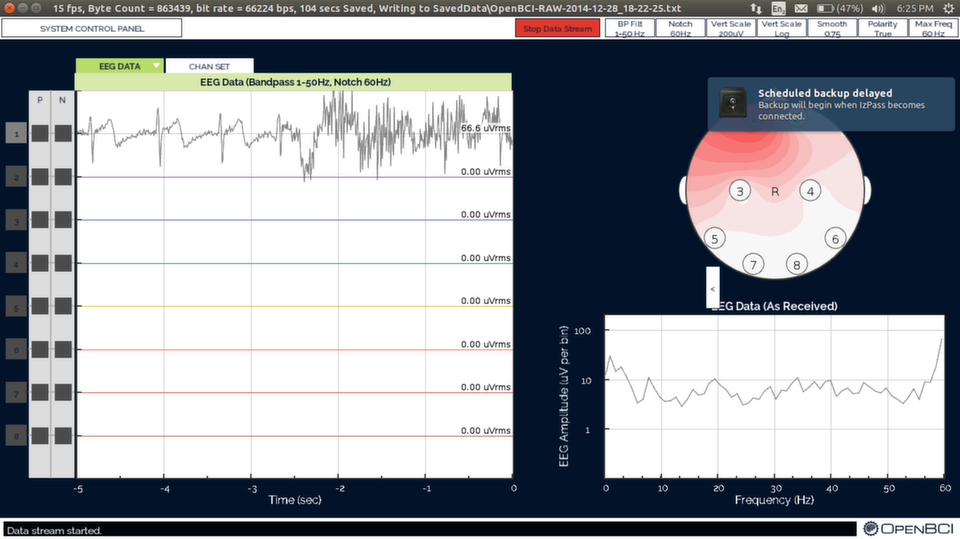 15 fps, Byte Count = 863439, bit rate = 66224 bps, 104 secs Saved, Writing to SavedData\OpenBCI-RAW-2014-12-28_18-22-25.txt
En
(47%)
6:25 PM
SYSTEM CONTROL PANEL
Stop Data Stream
BP Filt
1-50 Hz
Notch
60Hz
Vert Scale
200uV
Vert Scale
Log
Smooth
0.75
Polarity
True
Max Freq
60 Hz
EEG DATA
CHAN SET
EEG Data (Bandpass 1-50Hz, Notch 60Hz)
P N
1
66.6 uVrms
2
0.00 uVrms
3
0.00 uVrms
4
0.00 uVrms
5
0.00 uVrms
6
0.00 uVrms
7
0.00 uVrms
8
0.00 uVrms
-5 -4 -3 -2 -1 0
Time (sec)
Scheduled backup delayed
Backup will begin when IzPass becomes
connected.
3 R 4
5 6
7 8
<
EEG Data (As Received)
EEG Amplitude (uV per bin)
100
10
1
0 10 20 30 40 50 60
Frequency (Hz)
Data stream started.
OPENBCI